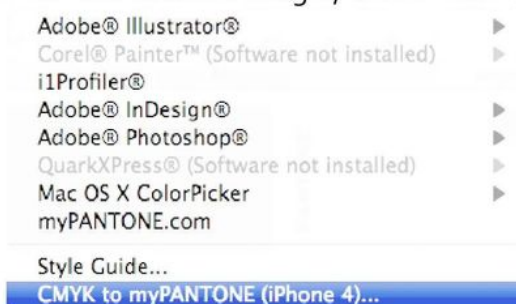 Adobe® Illustrator®
Corel® Painter™ (Software not installed)
i1Profiler®
Adobe® InDesign®
Adobe® Photoshop®
QuarkXPress® (Software not installed)
Mac OS X ColorPicker
myPANTONE.com
Style Guide...
CMYK to myPANTONE (iPhone 4)...